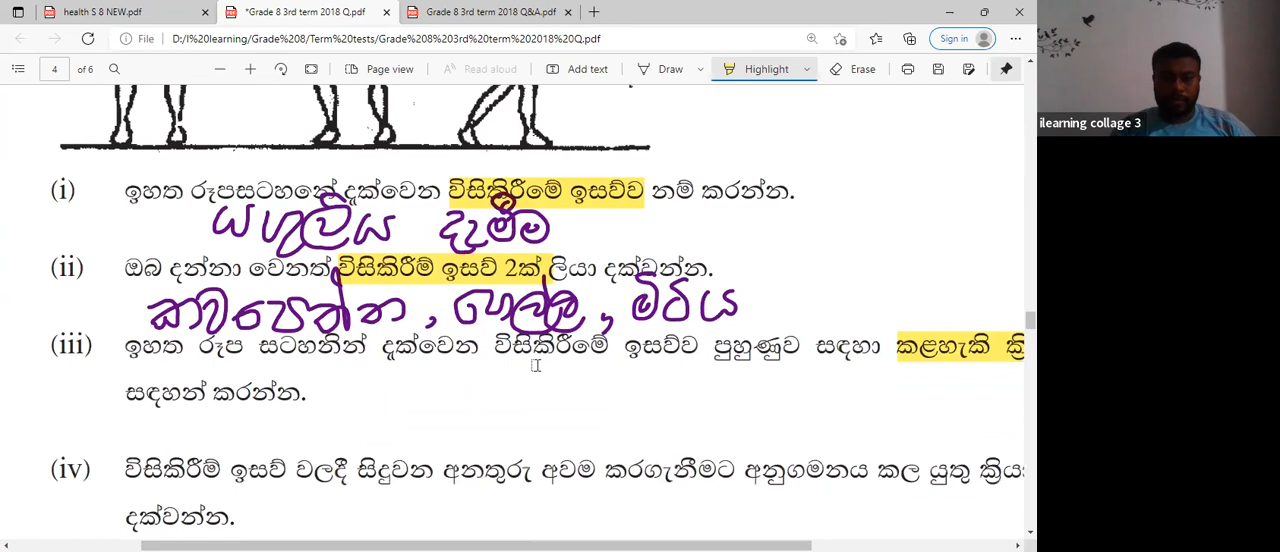 health S 8 NEW.pdf
*Grade 8 3rd term 2018 Q.pdf
Grade 8 3rd term 2018 Q&A.pdf
File
D:/I%20learning/Grade%208/Term%20tests/Grade%208%203rd%20term%202018%20Q.pdf
Sign in
4 of 6
Page view
Read aloud
Add text
Draw
Highlight
Erase
ilearning collage 3
(i) ඉහත රූපසටහනේ දැක්වෙන විසිකිරීමේ ඉසව්ව නම් කරන්න.
යගුලිය දැමීම
(ii) ඔබ දන්නා වෙනත් විසිකිරීම් ඉසව් 2ක් ලියා දක්වන්න.
කවපෙත්ත, හෙල්ල, මිටිය
(iii) ඉහත රූප සටහනින් දැක්වෙන විසිකිරීමේ ඉසව්ව පුහුණුව සඳහා කළහැකි ක්‍රි
සඳහන් කරන්න.
(iv) විසිකිරීම් ඉසව් වලදී සිදුවන අනතුරු අවම කරගැනීමට අනුගමනය කල යුතු ක්‍රියා
දක්වන්න.